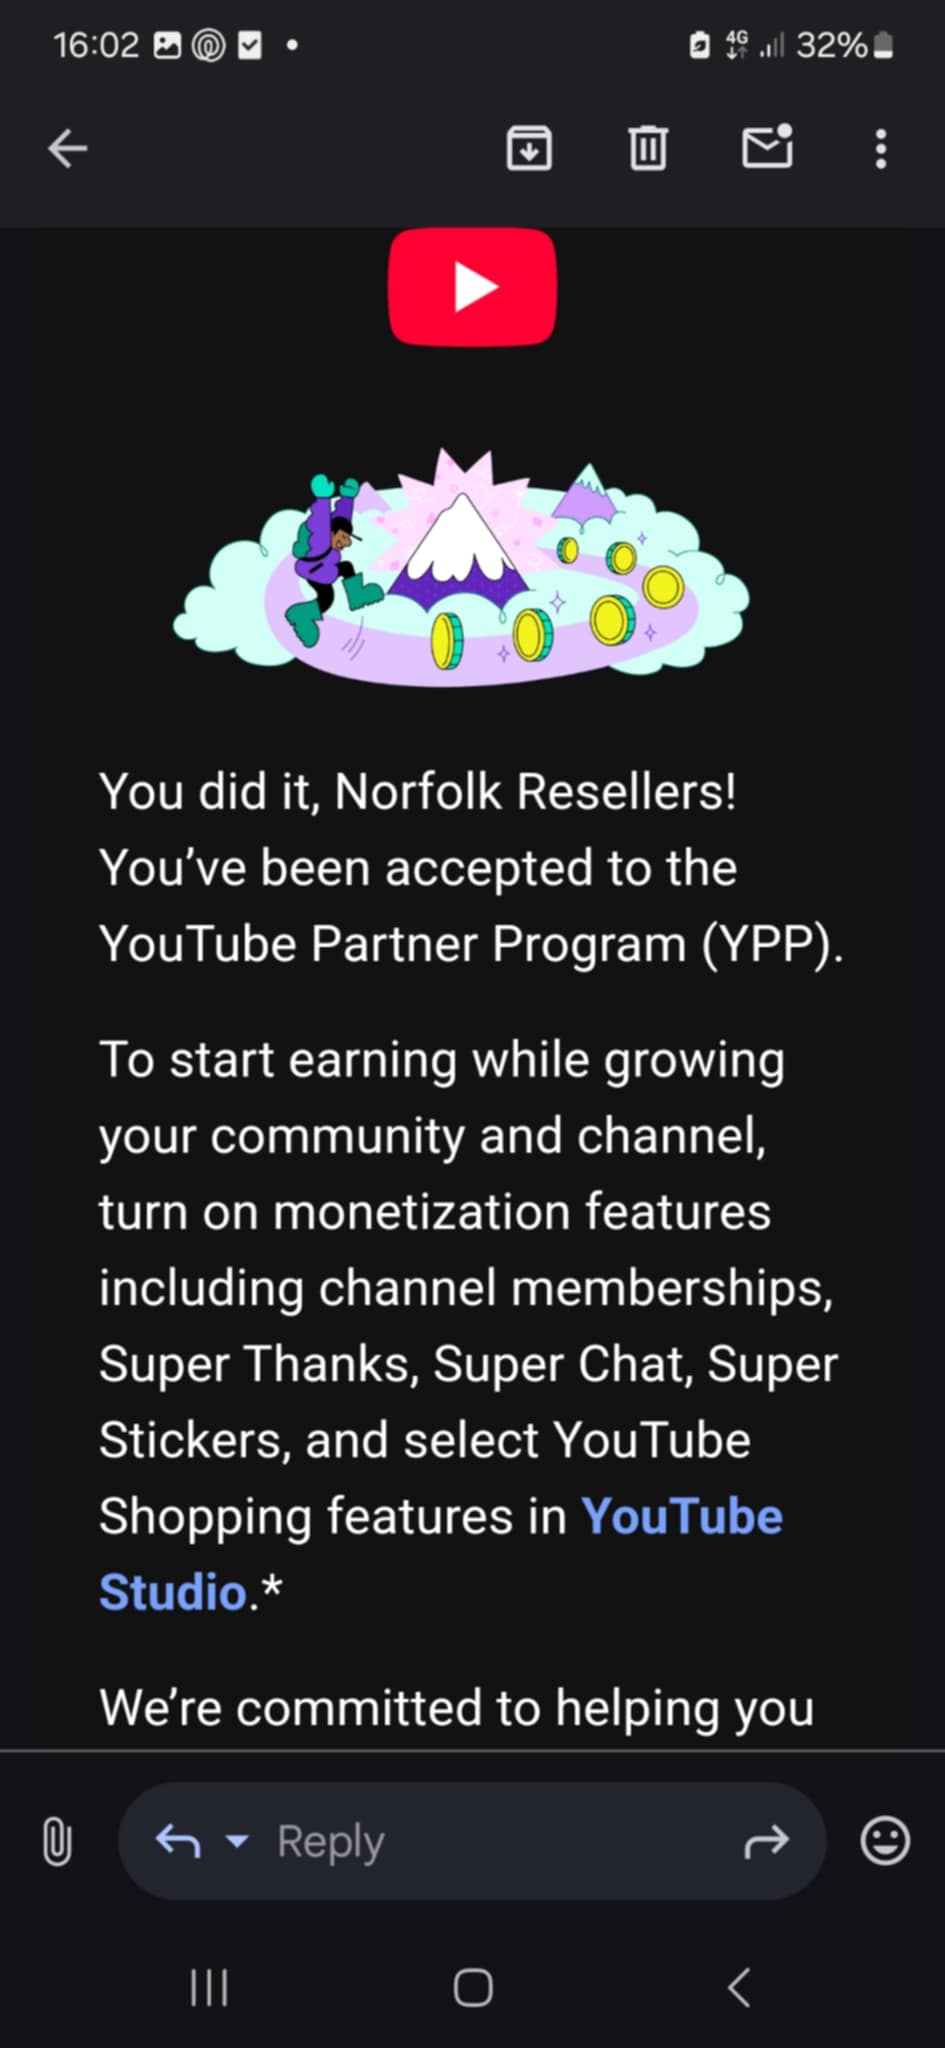 16:02
4G
32%
You did it, Norfolk Resellers!
You’ve been accepted to the
YouTube Partner Program (YPP).
To start earning while growing
your community and channel,
turn on monetization features
including channel memberships,
Super Thanks, Super Chat, Super
Stickers, and select YouTube
Shopping features in YouTube
Studio.*
We’re committed to helping you
Reply